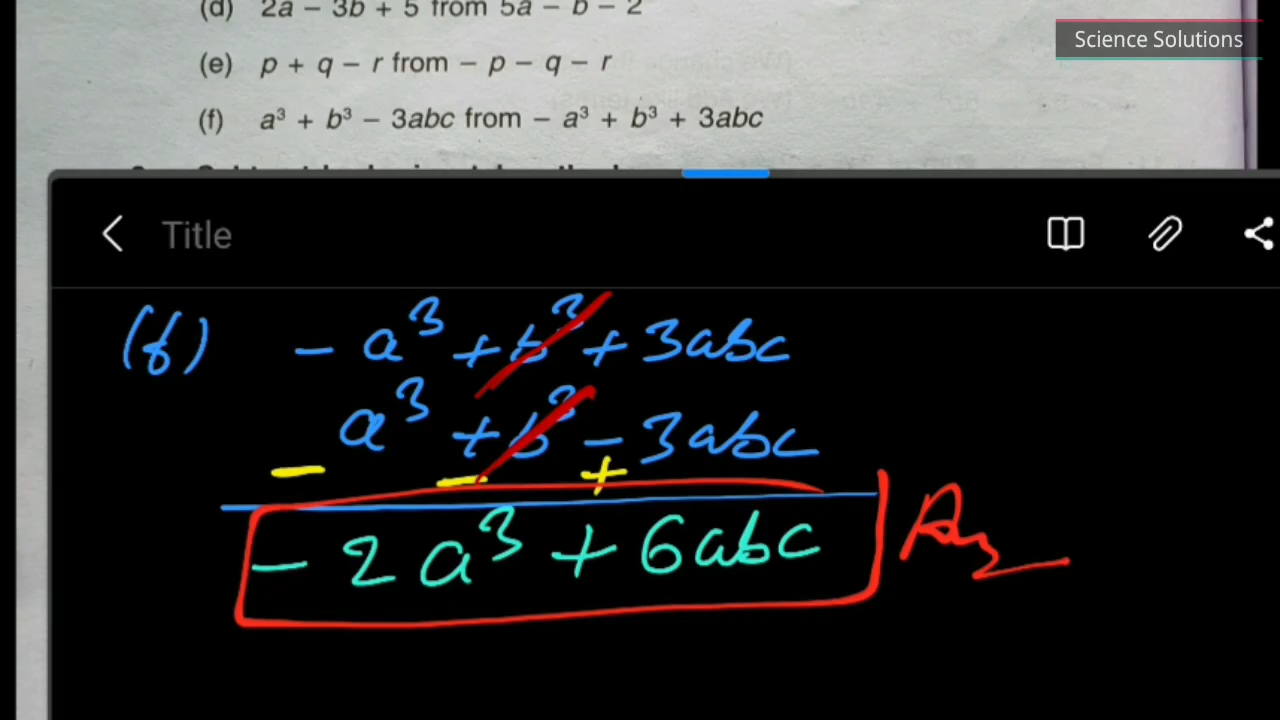 (d) 2a – 3b + 5 from 5a – b – 2
Science Solutions
(e) p + q – r from – p – q – r
(f) a³ + b³ – 3abc from – a³ + b³ + 3abc
Title
(f) – a³ + b³ + 3abc
a³ + b³ – 3abc
– – +
– 2a³ + 6abc Ans